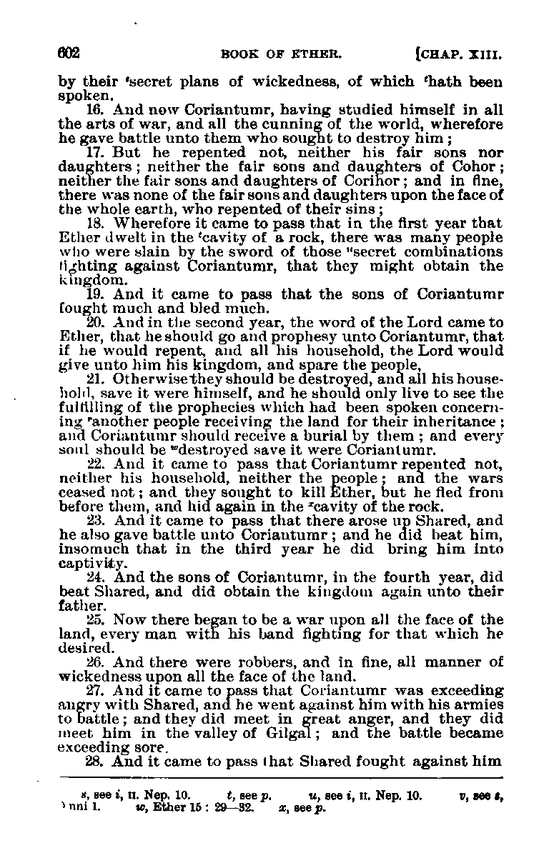 602 BOOK OF ETHER. [CHAP. XIII.
by their ˢsecret plans of wickedness, of which ᵗhath been
spoken.
16. And now Coriantumr, having studied himself in all
the arts of war, and all the cunning of the world, wherefore
he gave battle unto them who sought to destroy him;
17. But he repented not, neither his fair sons nor
daughters; neither the fair sons and daughters of Cohor;
neither the fair sons and daughters of Corihor; and in fine,
there was none of the fair sons and daughters upon the face of
the whole earth, who repented of their sins;
18. Wherefore it came to pass that in the first year that
Ether dwelt in the ᵗcavity of a rock, there was many people
who were slain by the sword of those ᵘsecret combinations
fighting against Coriantumr, that they might obtain the
kingdom.
19. And it came to pass that the sons of Coriantumr
fought much and bled much.
20. And in the second year, the word of the Lord came to
Ether, that he should go and prophesy unto Coriantumr, that
if he would repent, and all his household, the Lord would
give unto him his kingdom, and spare the people,
21. Otherwise they should be destroyed, and all his house-
hold, save it were himself, and he should only live to see the
fulfilling of the prophecies which had been spoken concern-
ing ᵛanother people receiving the land for their inheritance;
and Coriantumr should receive a burial by them; and every
soul should be ʷdestroyed save it were Coriantumr.
22. And it came to pass that Coriantumr repented not,
neither his household, neither the people; and the wars
ceased not; and they sought to kill Ether, but he fled from
before them, and hid again in the ˣcavity of the rock.
23. And it came to pass that there arose up Shared, and
he also gave battle unto Coriantumr; and he did beat him,
insomuch that in the third year he did bring him into
captivity.
24. And the sons of Coriantumr, in the fourth year, did
beat Shared, and did obtain the kingdom again unto their
father.
25. Now there began to be a war upon all the face of the
land, every man with his band fighting for that which he
desired.
26. And there were robbers, and in fine, all manner of
wickedness upon all the face of the land.
27. And it came to pass that Coriantumr was exceeding
angry with Shared, and he went against him with his armies
to battle; and they did meet in great anger, and they did
meet him in the valley of Gilgal; and the battle became
exceeding sore.
28. And it came to pass that Shared fought against him
s, see i, II. Nep. 10. t, see p. u, see i, II. Nep. 10. v, see s,
nni 1. w, Ether 15: 29—32. x, see p.